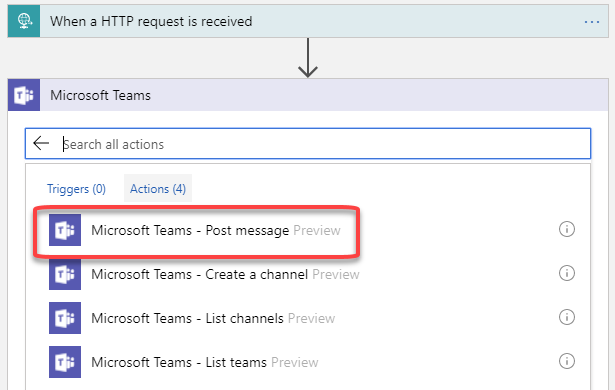 When a HTTP request is received
Microsoft Teams
Search all actions
Triggers (0) Actions (4)
Microsoft Teams - Post message Preview
Microsoft Teams - Create a channel Preview
Microsoft Teams - List channels Preview
Microsoft Teams - List teams Preview